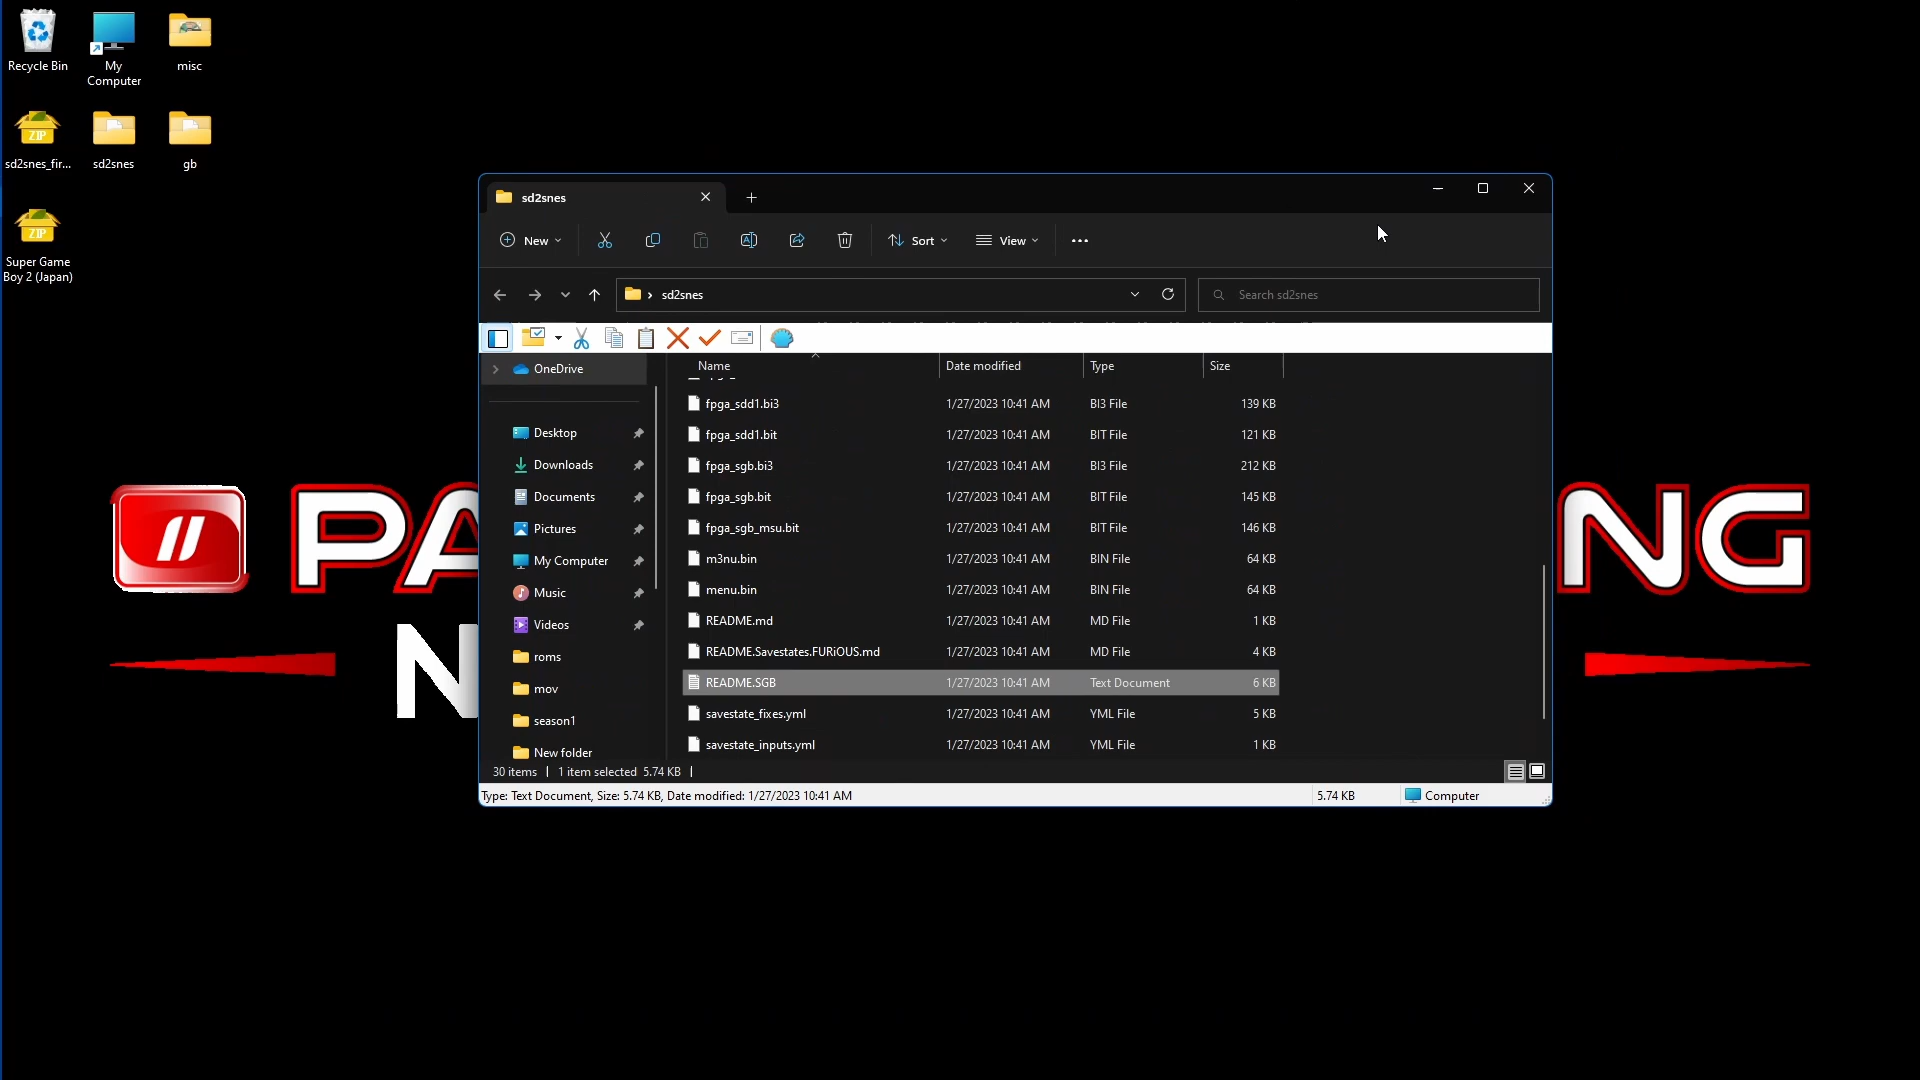 Recycle Bin
My Computer
misc
ZIP
sd2snes_fir...
sd2snes
gb
ZIP
Super Game Boy 2 (Japan)
sd2snes
New
Sort
View
sd2snes
Search sd2snes
OneDrive
Desktop
Downloads
Documents
Pictures
My Computer
Music
Videos
roms
mov
season1
New folder
Name Date modified Type Size
fpga_sdd1.bi3 1/27/2023 10:41 AM BI3 File 139 KB
fpga_sdd1.bit 1/27/2023 10:41 AM BIT File 121 KB
fpga_sgb.bi3 1/27/2023 10:41 AM BI3 File 212 KB
fpga_sgb.bit 1/27/2023 10:41 AM BIT File 145 KB
fpga_sgb_msu.bit 1/27/2023 10:41 AM BIT File 146 KB
m3nu.bin 1/27/2023 10:41 AM BIN File 64 KB
menu.bin 1/27/2023 10:41 AM BIN File 64 KB
README.md 1/27/2023 10:41 AM MD File 1 KB
README.Savestates.FURiOUS.md 1/27/2023 10:41 AM MD File 4 KB
README.SGB 1/27/2023 10:41 AM Text Document 6 KB
savestate_fixes.yml 1/27/2023 10:41 AM YML File 5 KB
savestate_inputs.yml 1/27/2023 10:41 AM YML File 1 KB
30 items | 1 item selected 5.74 KB |
Type: Text Document, Size: 5.74 KB, Date modified: 1/27/2023 10:41 AM 5.74 KB Computer
PA
NG
N